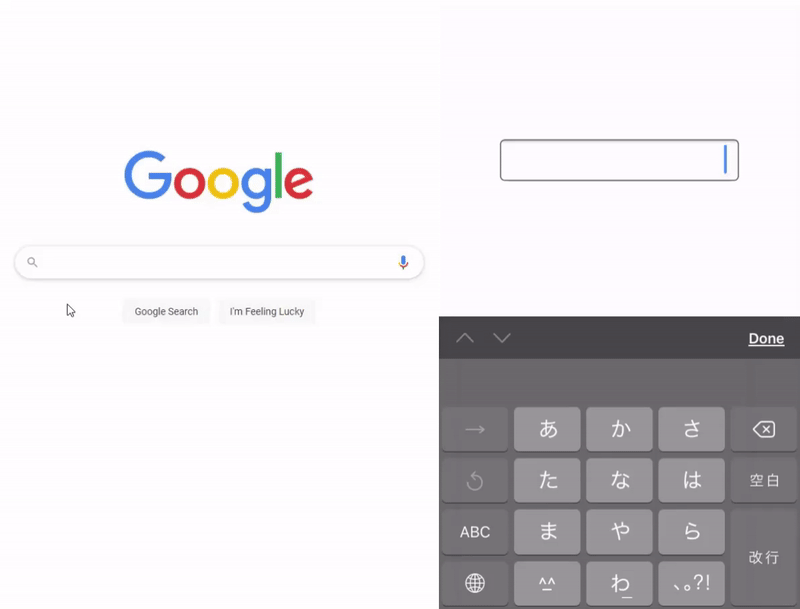 Google
Google Search I'm Feeling Lucky
Done
→ あ か さ
た な は 空白
ABC ま や ら
改行
^_^ わ_ 、。?!